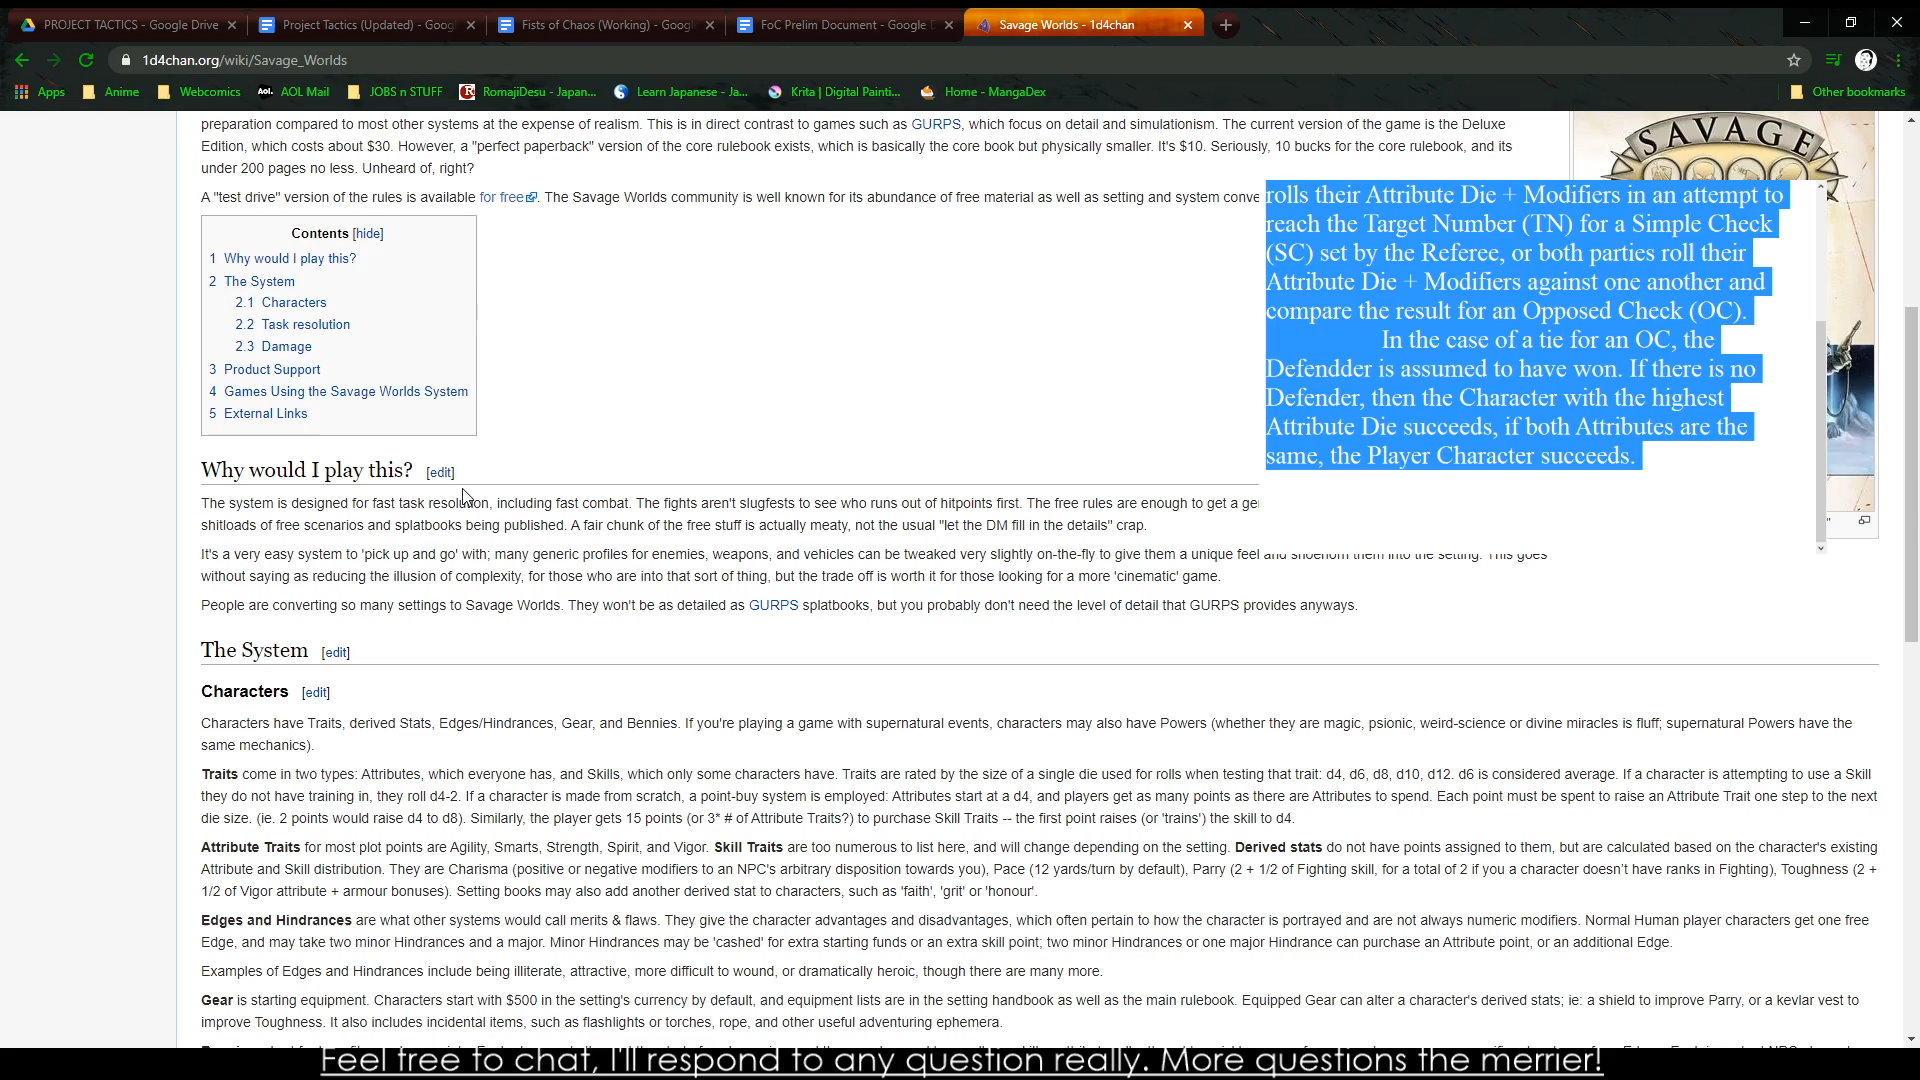 PROJECT TACTICS - Google Drive
Project Tactics (Updated) - Goog
Fists of Chaos (Working) - Googl
FoC Prelim Document - Google D
Savage Worlds - 1d4chan
1d4chan.org/wiki/Savage_Worlds
Apps
Anime
Webcomics
Aol.
AOL Mail
JOBS n STUFF
RomajiDesu - Japan...
Learn Japanese - Ja...
Krita | Digital Painti...
Home - MangaDex
Other bookmarks
preparation compared to most other systems at the expense of realism. This is in direct contrast to games such as GURPS, which focus on detail and simulationism. The current version of the game is the Deluxe
Edition, which costs about $30. However, a "perfect paperback" version of the core rulebook exists, which is basically the core book but physically smaller. It's $10. Seriously, 10 bucks for the core rulebook, and its
under 200 pages no less. Unheard of, right?
A "test drive" version of the rules is available for free. The Savage Worlds community is well known for its abundance of free material as well as setting and system conve
SAVAGE
Contents [hide]
1 Why would I play this?
2 The System
2.1 Characters
2.2 Task resolution
2.3 Damage
3 Product Support
4 Games Using the Savage Worlds System
5 External Links
rolls their Attribute Die + Modifiers in an attempt to
reach the Target Number (TN) for a Simple Check
(SC) set by the Referee, or both parties roll their
Attribute Die + Modifiers against one another and
compare the result for an Opposed Check (OC).
In the case of a tie for an OC, the
Defendder is assumed to have won. If there is no
Defender, then the Character with the highest
Attribute Die succeeds, if both Attributes are the
same, the Player Character succeeds.
Why would I play this? [edit]
The system is designed for fast task resolution, including fast combat. The fights aren't slugfests to see who runs out of hitpoints first. The free rules are enough to get a ge
shitloads of free scenarios and splatbooks being published. A fair chunk of the free stuff is actually meaty, not the usual "let the DM fill in the details" crap.
It's a very easy system to 'pick up and go' with; many generic profiles for enemies, weapons, and vehicles can be tweaked very slightly on-the-fly to give them a unique feel and shoehorn them into the setting. This goes
without saying as reducing the illusion of complexity, for those who are into that sort of thing, but the trade off is worth it for those looking for a more 'cinematic' game.
People are converting so many settings to Savage Worlds. They won't be as detailed as GURPS splatbooks, but you probably don't need the level of detail that GURPS provides anyways.
The System [edit]
Characters [edit]
Characters have Traits, derived Stats, Edges/Hindrances, Gear, and Bennies. If you're playing a game with supernatural events, characters may also have Powers (whether they are magic, psionic, weird-science or divine miracles is fluff; supernatural Powers have the
same mechanics).
Traits come in two types: Attributes, which everyone has, and Skills, which only some characters have. Traits are rated by the size of a single die used for rolls when testing that trait: d4, d6, d8, d10, d12. d6 is considered average. If a character is attempting to use a Skill
they do not have training in, they roll d4-2. If a character is made from scratch, a point-buy system is employed: Attributes start at a d4, and players get as many points as there are Attributes to spend. Each point must be spent to raise an Attribute Trait one step to the next
die size. (ie. 2 points would raise d4 to d8). Similarly, the player gets 15 points (or 3* # of Attribute Traits?) to purchase Skill Traits -- the first point raises (or 'trains') the skill to d4.
Attribute Traits for most plot points are Agility, Smarts, Strength, Spirit, and Vigor. Skill Traits are too numerous to list here, and will change depending on the setting. Derived stats do not have points assigned to them, but are calculated based on the character's existing
Attribute and Skill distribution. They are Charisma (positive or negative modifiers to an NPC's arbitrary disposition towards you), Pace (12 yards/turn by default), Parry (2 + 1/2 of Fighting skill, for a total of 2 if you a character doesn't have ranks in Fighting), Toughness (2 +
1/2 of Vigor attribute + armour bonuses). Setting books may also add another derived stat to characters, such as 'faith', 'grit' or 'honour'.
Edges and Hindrances are what other systems would call merits & flaws. They give the character advantages and disadvantages, which often pertain to how the character is portrayed and are not always numeric modifiers. Normal Human player characters get one free
Edge, and may take two minor Hindrances and a major. Minor Hindrances may be 'cashed' for extra starting funds or an extra skill point; two minor Hindrances or one major Hindrance can purchase an Attribute point, or an additional Edge.
Examples of Edges and Hindrances include being illiterate, attractive, more difficult to wound, or dramatically heroic, though there are many more.
Gear is starting equipment. Characters start with $500 in the setting's currency by default, and equipment lists are in the setting handbook as well as the main rulebook. Equipped Gear can alter a character's derived stats; ie: a shield to improve Parry, or a kevlar vest to
improve Toughness. It also includes incidental items, such as flashlights or torches, rope, and other useful adventuring ephemera.
Feel free to chat, I'll respond to any question really. More questions the merrier!